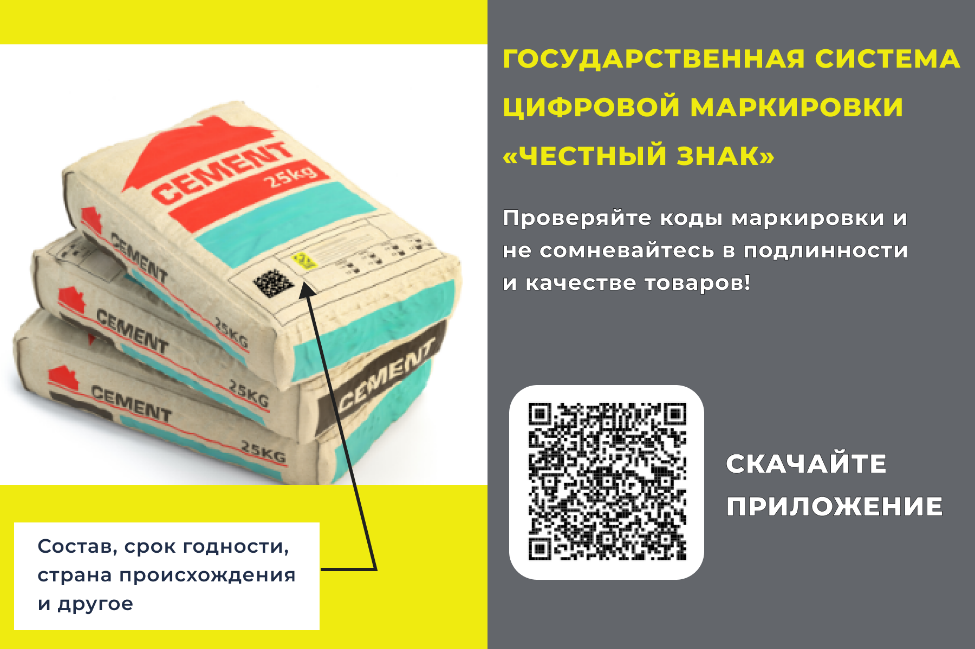 ГОСУДАРСТВЕННАЯ СИСТЕМА
ЦИФРОВОЙ МАРКИРОВКИ
«ЧЕСТНЫЙ ЗНАК»
Проверяйте коды маркировки и
не сомневайтесь в подлинности
и качестве товаров!
СКАЧАЙТЕ
ПРИЛОЖЕНИЕ
CEMENT
25kg
CEMENT
25KG
CEMENT
25KG
CEMENT
CEMENT
25KG
Состав, срок годности,
страна происхождения
и другое